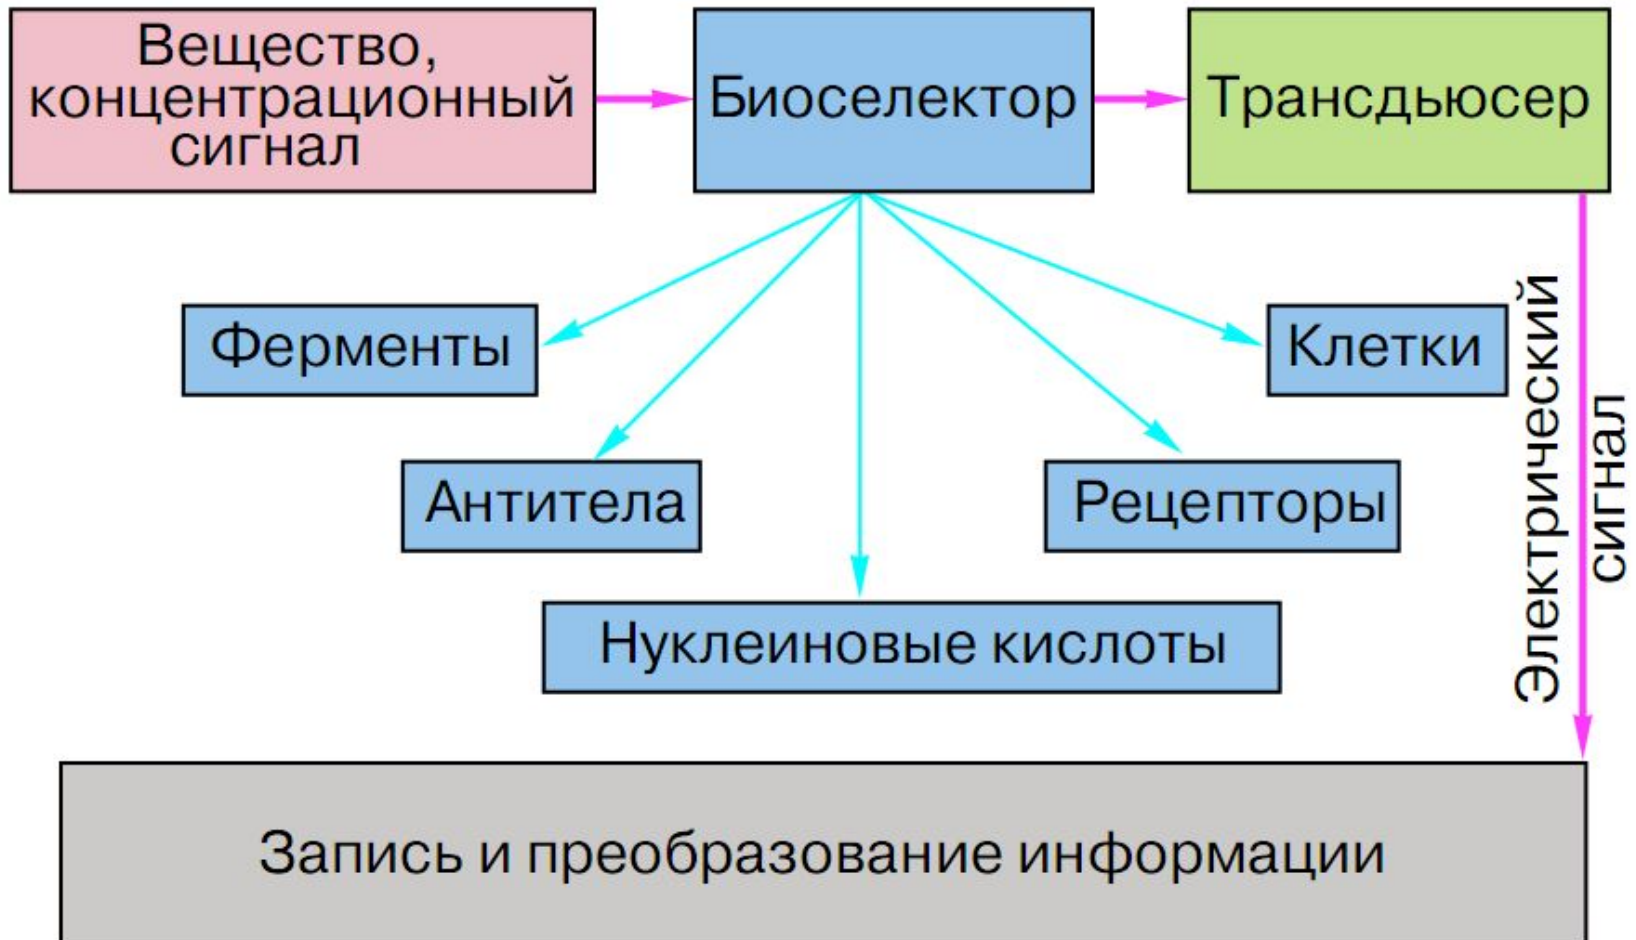 Вещество,
концентрационный
сигнал
Биоселектор
Трансдьюсер
Ферменты
Клетки
Антитела
Рецепторы
Нуклеиновые кислоты
Электрический
сигнал
Запись и преобразование информации